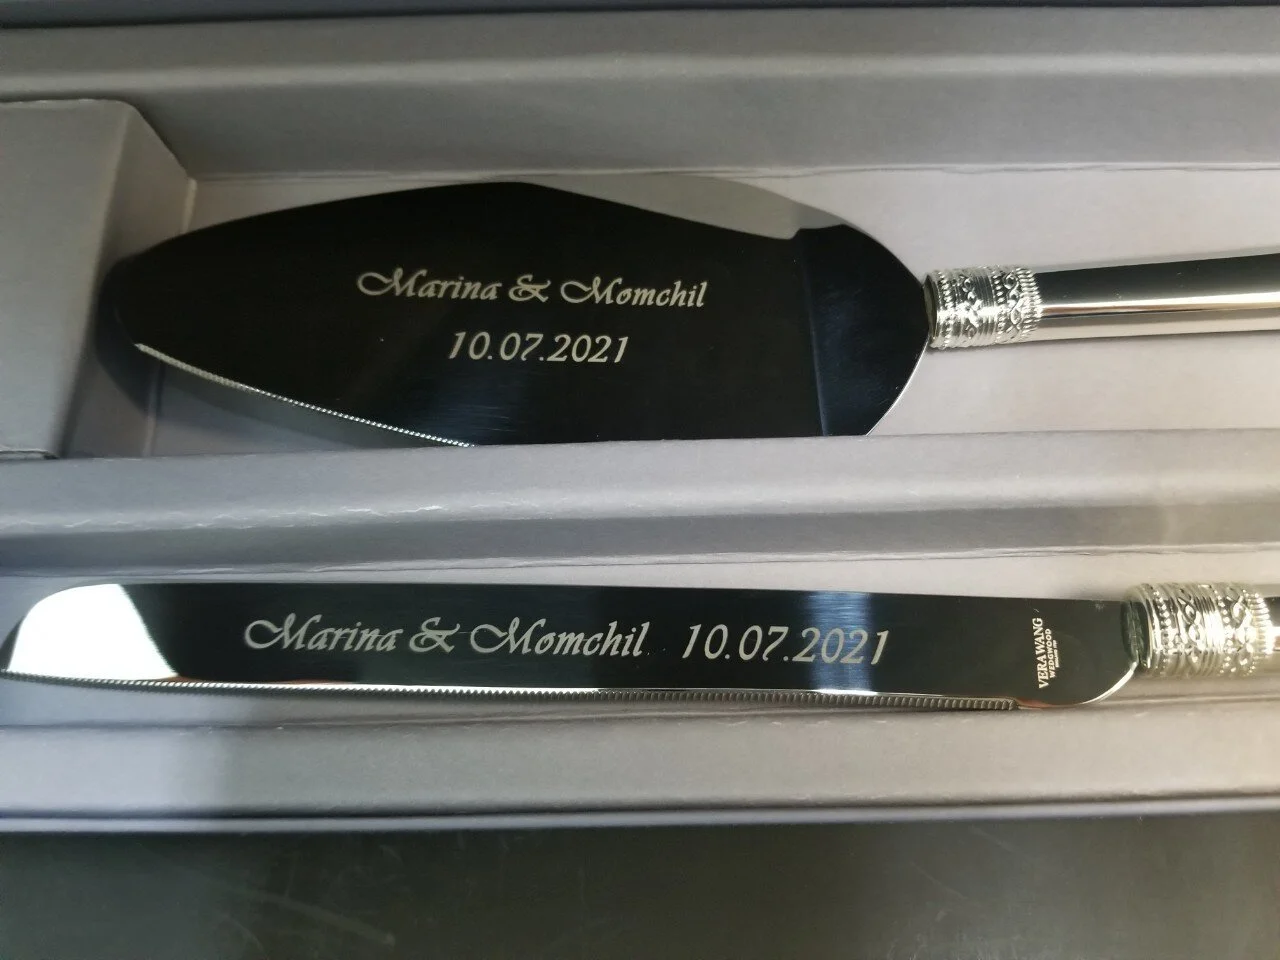 Marina & Momchil
10.07.2021
Marina & Momchil 10.07.2021
VERA WANG
WEDGWOOD